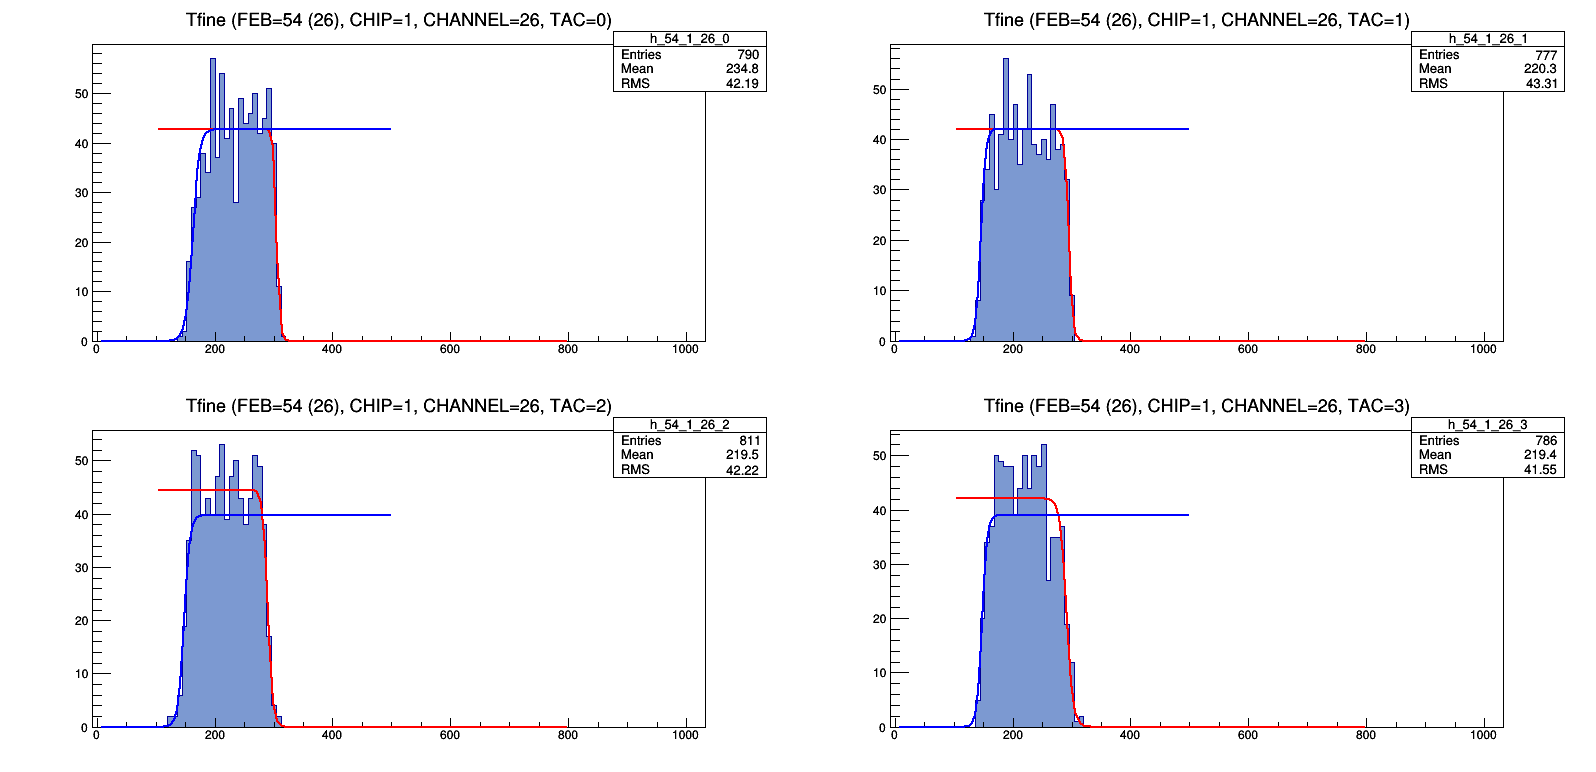 Tfine (FEB=54 (26), CHIP=1, CHANNEL=26, TAC=0)
h_54_1_26_0
Entries 790
Mean 234.8
RMS 42.19
50
40
30
20
10
0
0 200 400 600 800 1000
Tfine (FEB=54 (26), CHIP=1, CHANNEL=26, TAC=1)
h_54_1_26_1
Entries 777
Mean 220.3
RMS 43.31
50
40
30
20
10
0
0 200 400 600 800 1000
Tfine (FEB=54 (26), CHIP=1, CHANNEL=26, TAC=2)
h_54_1_26_2
Entries 811
Mean 219.5
RMS 42.22
50
40
30
20
10
0
0 200 400 600 800 1000
Tfine (FEB=54 (26), CHIP=1, CHANNEL=26, TAC=3)
h_54_1_26_3
Entries 786
Mean 219.4
RMS 41.55
50
40
30
20
10
0
0 200 400 600 800 1000